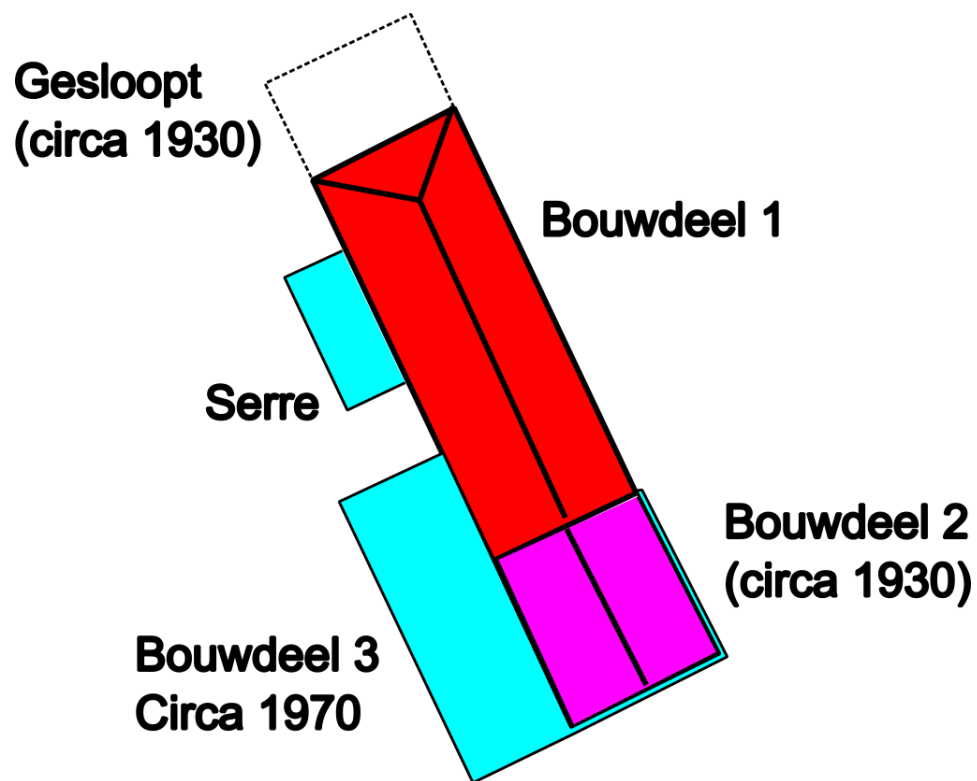 Gesloopt
(circa 1930)
Bouwdeel 1
Serre
Bouwdeel 2
(circa 1930)
Bouwdeel 3
Circa 1970